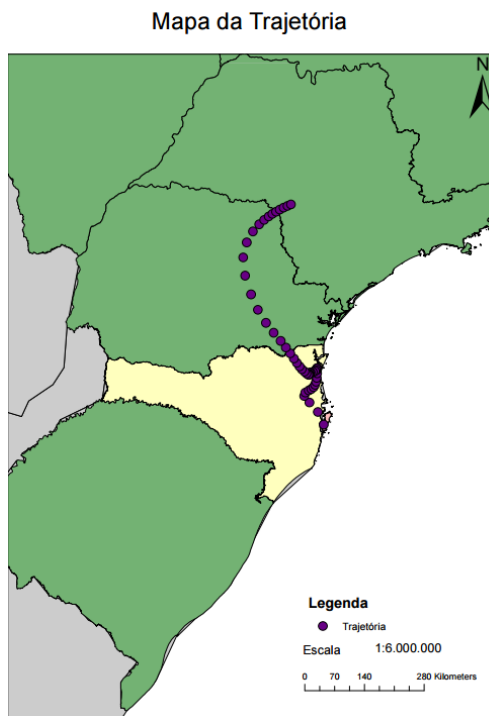 Mapa da Trajetória
N
Legenda
Trajetória
Escala 1:6.000.000
0 70 140 280 Kilometers